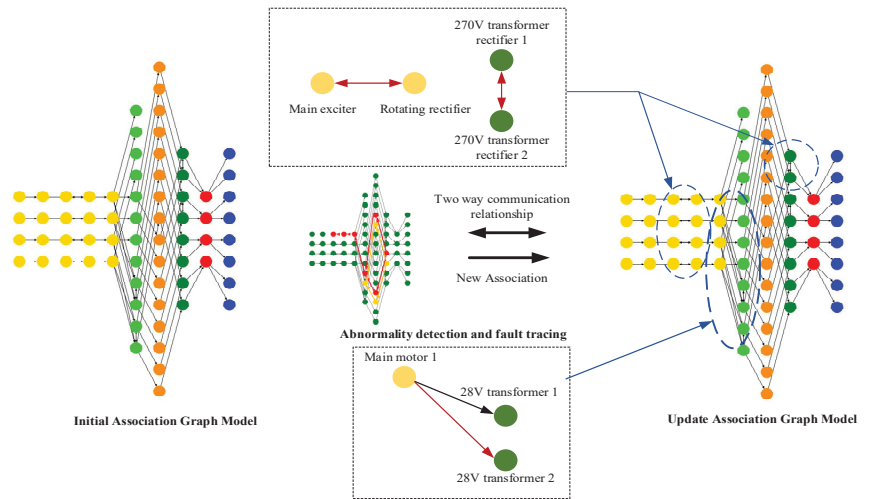 270V transformer
rectifier 1
Main exciter
Rotating rectifier
270V transformer
rectifier 2
Two way communication
relationship
New Association
Abnormality detection and fault tracing
Main motor 1
28V transformer 1
28V transformer 2
Initial Association Graph Model
Update Association Graph Model